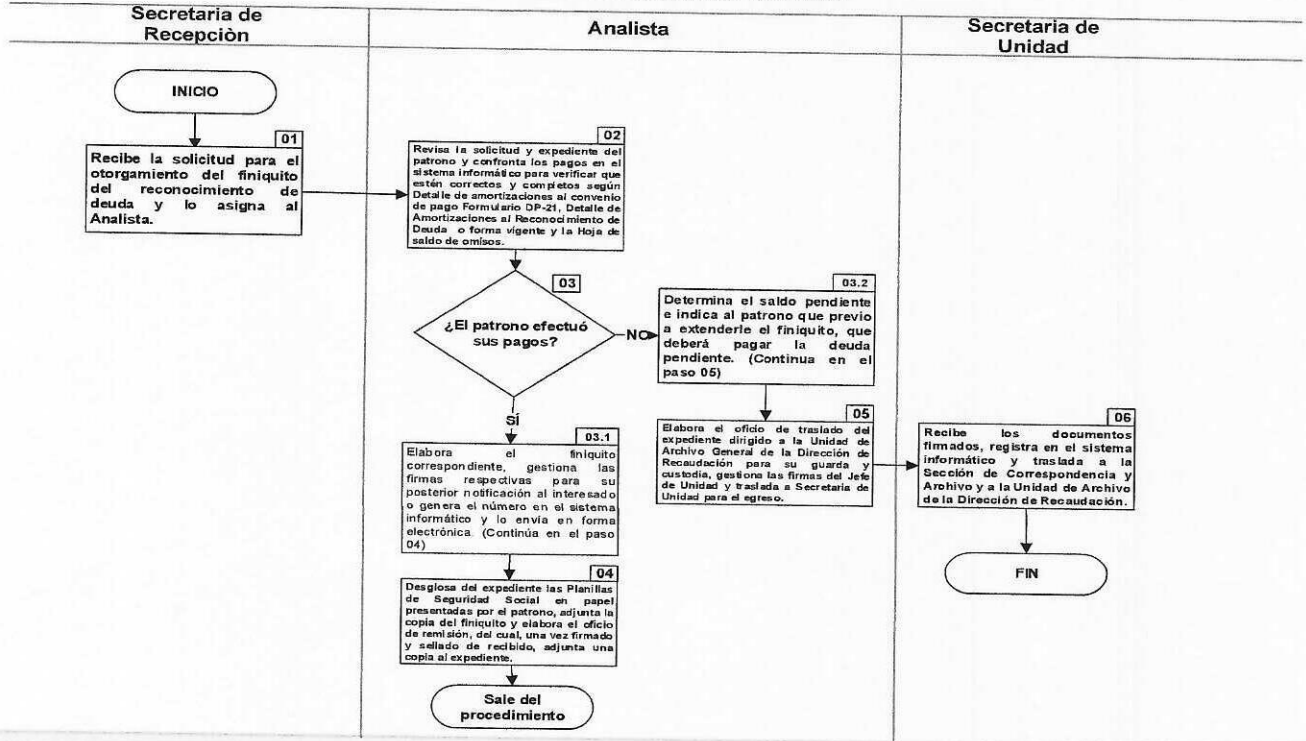 Secretaria de
Recepciòn
Analista
Secretaria de
Unidad
INICIO
01
Recibe la solicitud para el
otorgamiento del finiquito
del reconocimiento de
deuda y lo asigna al
Analista.
02
Revisa la solicitud y expediente del
patrono y confronta los pagos en el
sistema informático para verificar que
estén correctos y completos según
Detalle de amortizaciones al convenio
de pago Formulario DP-21, Detalle de
Amortizaciones al Reconocimiento de
Deuda o forma vigente y la Hoja de
saldo de omisos.
03
¿El patrono efectuó
sus pagos?
NO
03.2
Determina el saldo pendiente
e indica al patrono que previo
a extenderle el finiquito, que
deberá pagar la deuda
pendiente. (Continua en el
paso 05)
SÍ
03.1
Elabora el finiquito
correspondiente, gestiona las
firmas respectivas para su
posterior notificación al interesado
o genera el número en el sistema
informático y lo envía en forma
electrónica. (Continúa en el paso
04)
05
Elabora el oficio de traslado del
expediente dirigido a la Unidad de
Archivo General de la Dirección de
Recaudación para su guarda y
custodia, gestiona las firmas del Jefe
de Unidad y traslada a Secretaria de
Unidad para el egreso.
06
Recibe los documentos
firmados, registra en el sistema
informático y traslada a la
Sección de Correspondencia y
Archivo y a la Unidad de Archivo
de la Dirección de Recaudación.
FIN
04
Desglosa del expediente las Planillas
de Seguridad Social en papel
presentadas por el patrono, adjunta la
copia del finiquito y elabora el oficio
de remisión, del cual, una vez firmado
y sellado de recibido, adjunta una
copia al expediente.
Sale del
procedimiento